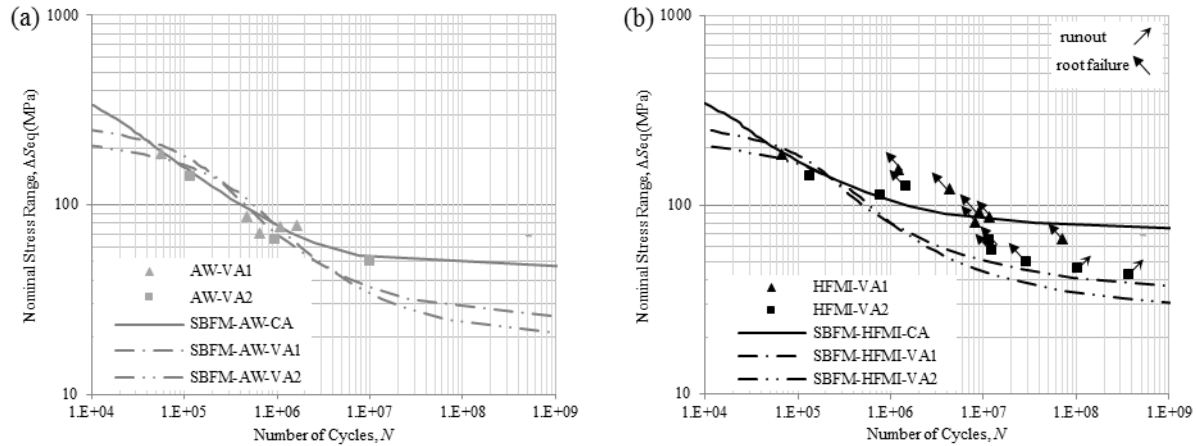 (a)
1000
100
10
Nominal Stress Range, ΔSeq(MPa)
AW-VA1
AW-VA2
SBFM-AW-CA
SBFM-AW-VA1
SBFM-AW-VA2
1.E+04 1.E+05 1.E+06 1.E+07 1.E+08 1.E+09
Number of Cycles, N
(b)
1000
100
10
Nominal Stress Range, ΔSeq(MPa)
runout
root failure
HFMI-VA1
HFMI-VA2
SBFM-HFMI-CA
SBFM-HFMI-VA1
SBFM-HFMI-VA2
1.E+04 1.E+05 1.E+06 1.E+07 1.E+08 1.E+09
Number of Cycles, N